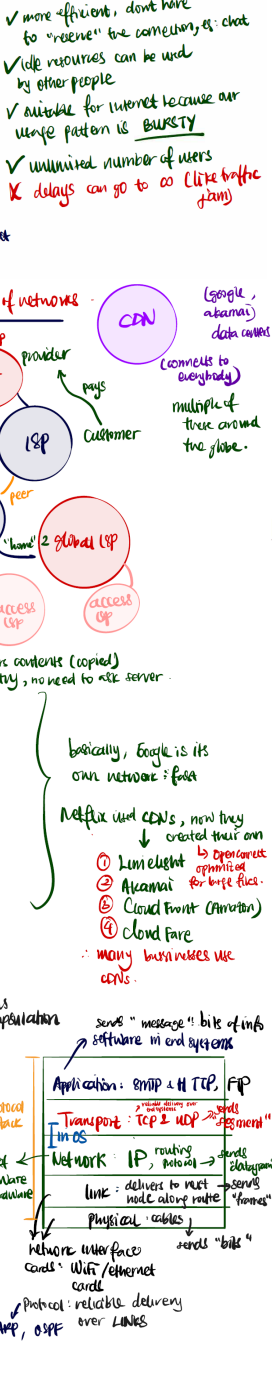 ✓ more efficient, dont have
to "reserve" the connection, eg: chat
✓ idle resources can be used
by other people
✓ suitable for internet because our
usage pattern is BURSTY
✓ unlimited number of users
X delays can go to ∞ (like traffic
jam)
of networks
CDN
(google,
akamai)
data centers
provider
(connects to
everybody)
pays
ISP
Customer
multiple of
these around
the globe.
peer
"home" 2 global ISP
access
ISP
access
ISP
contents (copied)
try, no need to ask server.
basically, Google is its
own network : fast
Netflix used CDNs, now they
created their own
① Limelight
↳ Openconnect
optimized
for large files.
② Akamai
③ CloudFront (Amazon)
④ cloud Fare
∴ many businesses use
CDNs.
sends "message": bits of info
software in end systems
Application: SMTP & HTTP, FTP
reliable delivery over
Transport: TCP & UDP → sends
"segment"
in OS
Network: IP, routing
protocol → sends
link: delivers to next
node along route → sends
"frames"
physical: cables
sends "bits"
network interface
cards: WiFi/ethernet
cards
Protocol: reliable delivery
over LINKS
OSPF